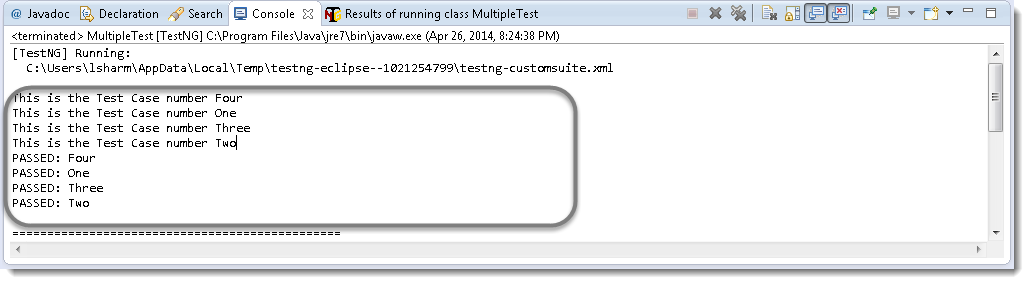 @ Javadoc Declaration Search Console Results of running class MultipleTest
<terminated> MultipleTest [TestNG] C:\Program Files\Java\jre7\bin\javaw.exe (Apr 26, 2014, 8:24:38 PM)
[TestNG] Running:
C:\Users\lsharm\AppData\Local\Temp\testng-eclipse--1021254799\testng-customsuite.xml
This is the Test Case number Four
This is the Test Case number One
This is the Test Case number Three
This is the Test Case number Two
PASSED: Four
PASSED: One
PASSED: Three
PASSED: Two
===============================================